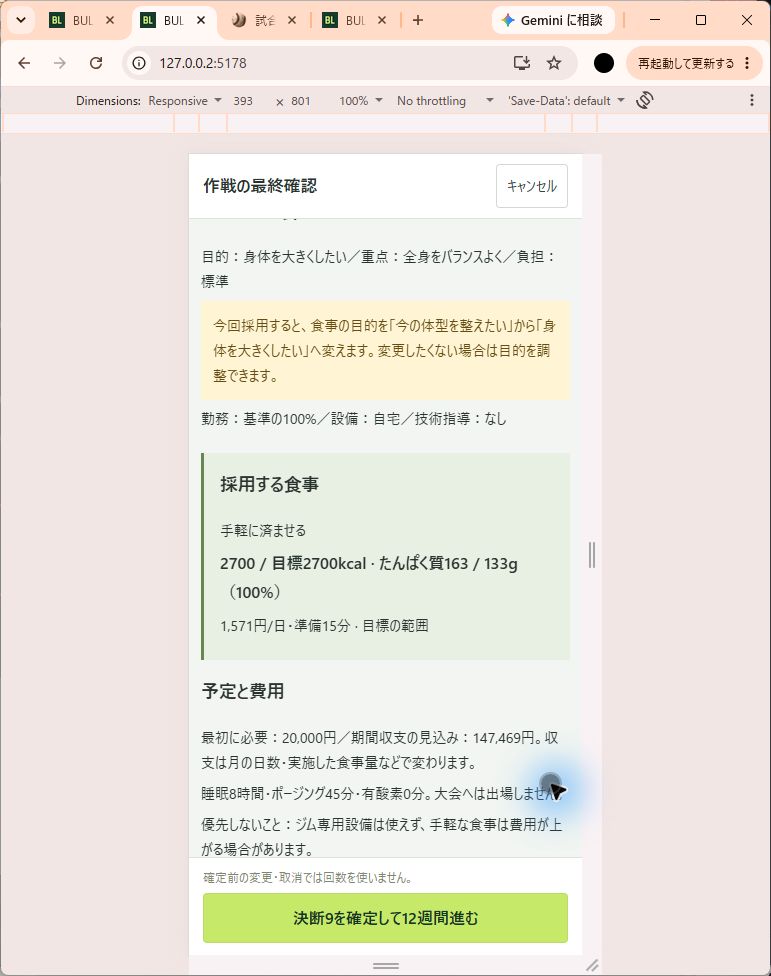 BUL
BUL
試合
BUL
Gemini に相談
127.0.0.2:5178
再起動して更新する
Dimensions: Responsive 393 × 801 100% No throttling 'Save-Data': default
作戦の最終確認
キャンセル
目的：身体を大きくしたい／重点：全身をバランスよく／負担：
標準
今回採用すると、食事の目的を「今の体型を整えたい」から「身
体を大きくしたい」へ変えます。変更したくない場合は目的を調
整できます。
勤務：基準の100%／設備：自宅／技術指導：なし
採用する食事
手軽に済ませる
2700 / 目標2700kcal · たんぱく質163 / 133g
（100%）
1,571円/日・準備15分 · 目標の範囲
予定と費用
最初に必要：20,000円／期間収支の見込み：147,469円。収
支は月の日数・実施した食事量などで変わります。
睡眠8時間・ポージング45分・有酸素0分。大会へは出場しません。
優先しないこと：ジム専用設備は使えず、手軽な食事は費用が上
がる場合があります。
確定前の変更・取消では回数を使いません。
決断9を確定して12週間進む